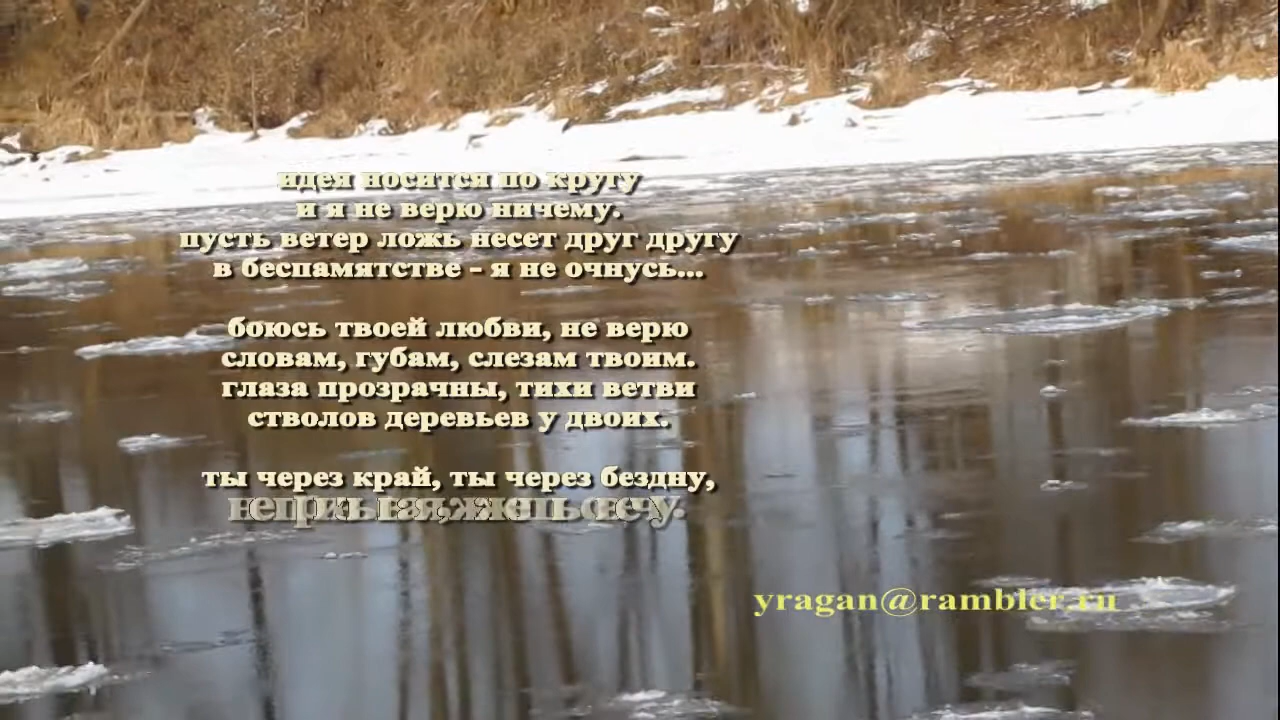 идея носится по кругу
и я не верю ничему.
пусть ветер ложь несет друг другу
в беспамятстве - я не очнусь...
боюсь твоей любви, не верю
словам, губам, слезам твоим.
глаза прозрачны, тихи ветви
стволов деревьев у двоих.
ты через край, ты через бездну,
yragan@rambler.ru